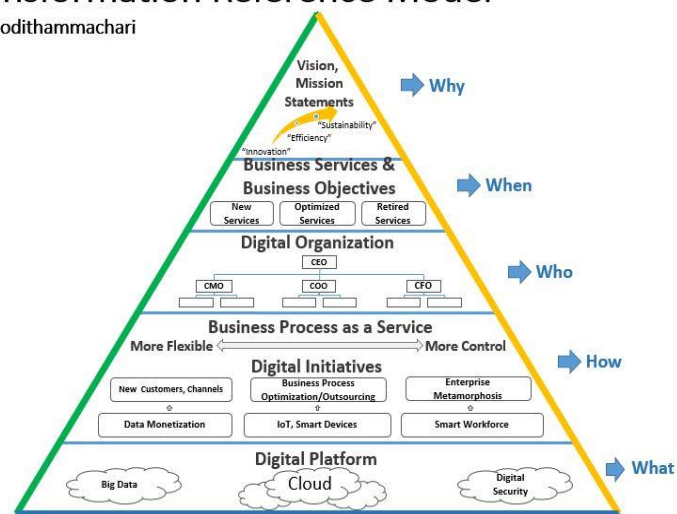 nsformation Reference Model
odithammachari
Vision,
Mission
Statements
"Sustainability"
"Efficiency"
"Innovation"
Why
Business Services &
Business Objectives
When
New
Services
Optimized
Services
Retired
Services
Digital Organization
CEO
CMO
COO
CFO
Who
Business Process as a Service
More Flexible
More Control
Digital Initiatives
How
New Customers, Channels
Business Process
Optimization/Outsourcing
Enterprise
Metamorphosis
Data Monetization
IoT, Smart Devices
Smart Workforce
Digital Platform
What
Big Data
Cloud
Digital
Security